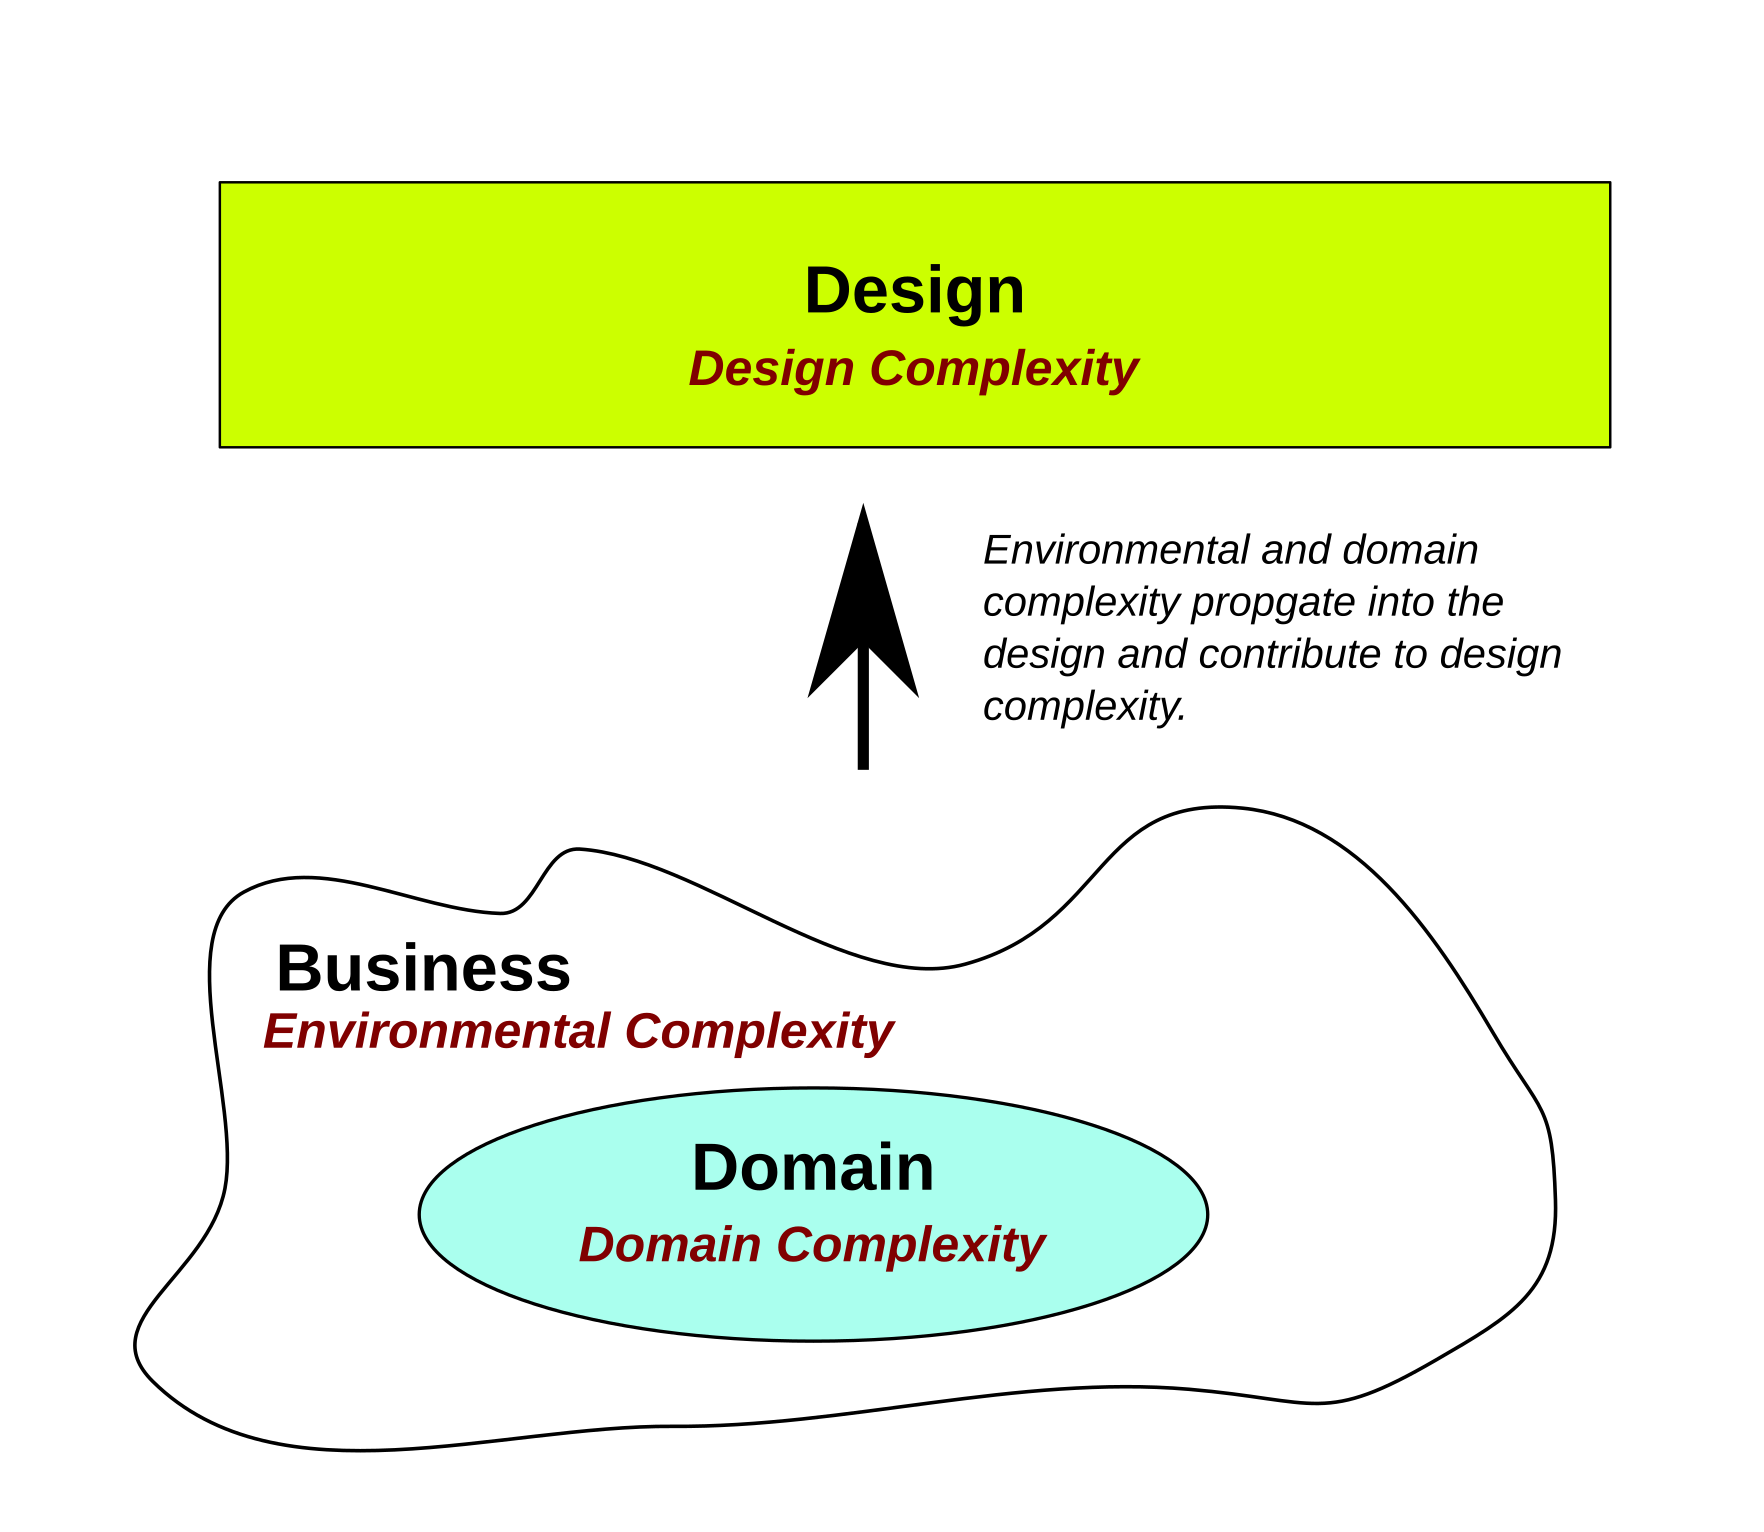 Design
Design Complexity
Environmental and domain
complexity propgate into the
design and contribute to design
complexity.
Business
Environmental Complexity
Domain
Domain Complexity